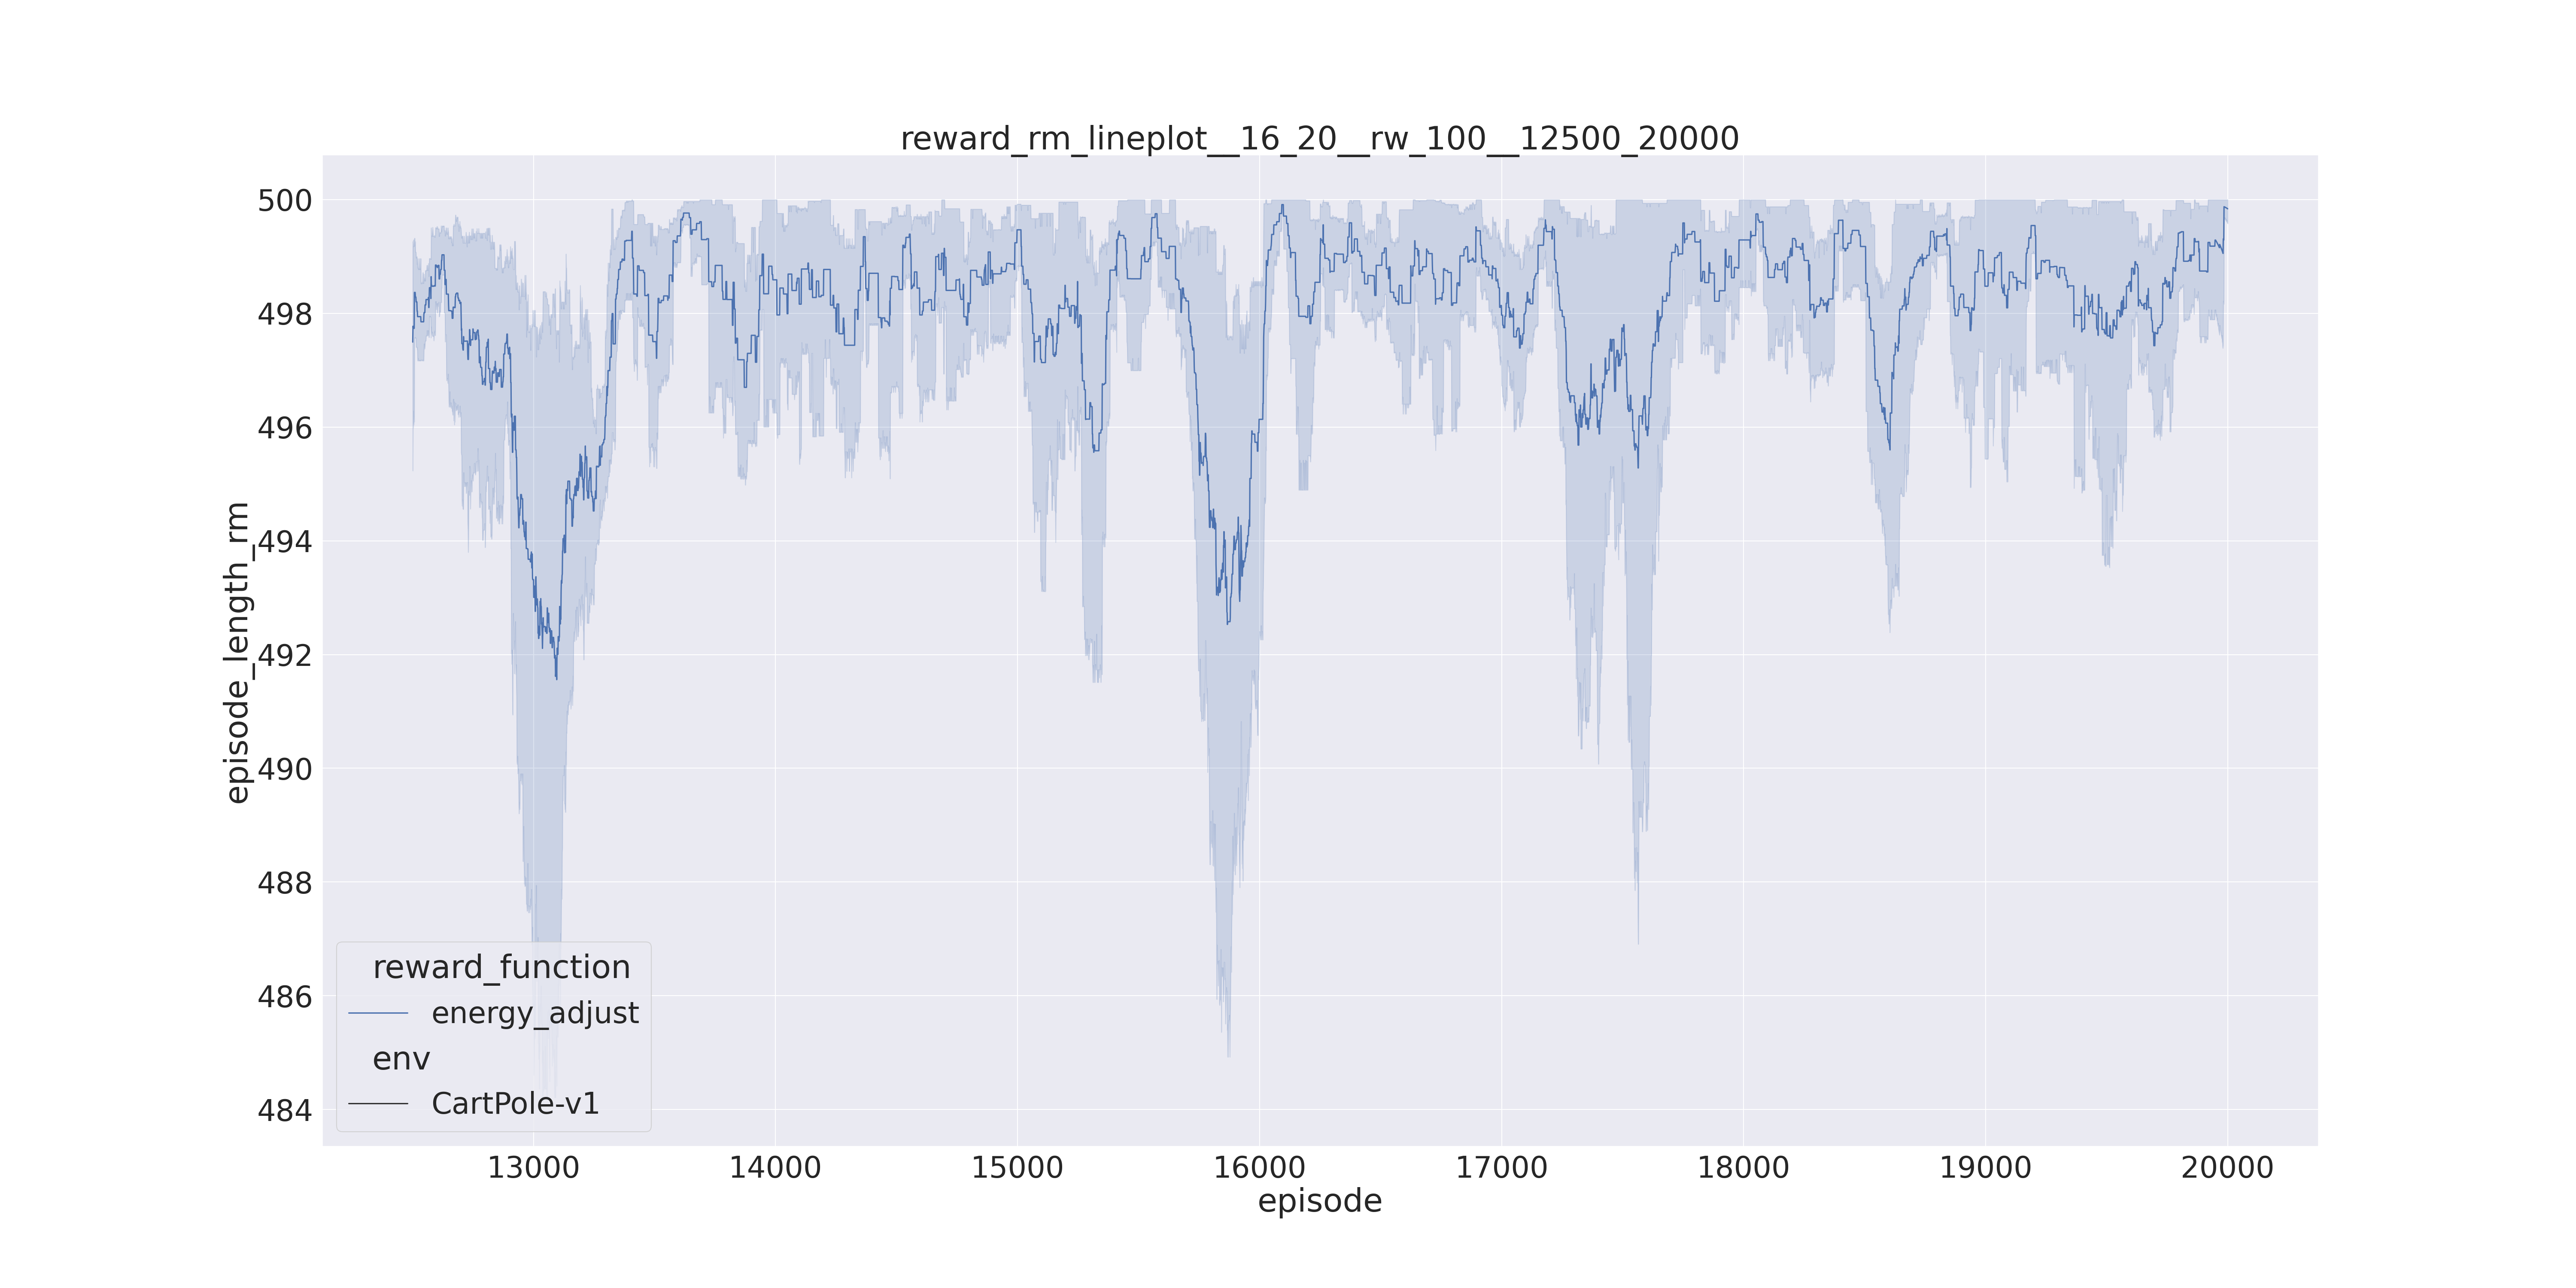 reward_rm_lineplot__16_20__rw_100__12500_20000
episode_length_rm
500
498
496
494
492
490
488
486
484
reward_function
energy_adjust
env
CartPole-v1
13000 14000 15000 16000 17000 18000 19000 20000
episode